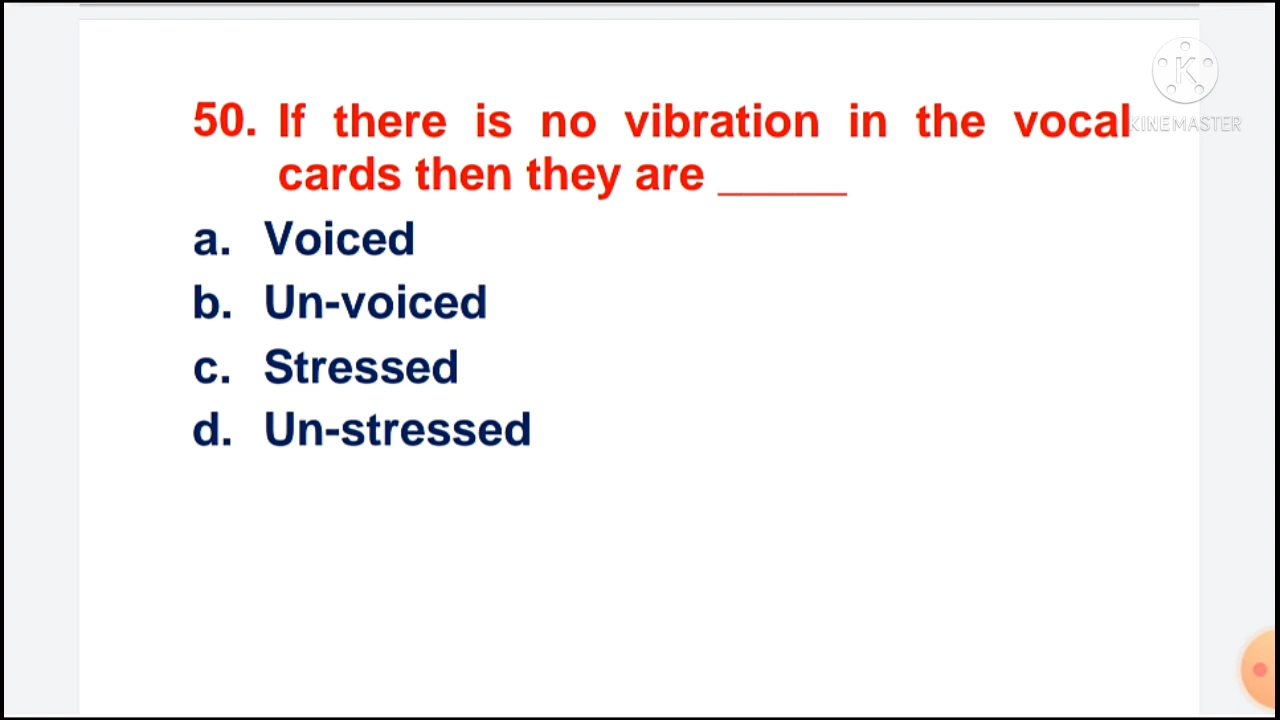 50. If there is no vibration in the vocal
KINEMASTER
cards then they are _____
a. Voiced
b. Un-voiced
c. Stressed
d. Un-stressed